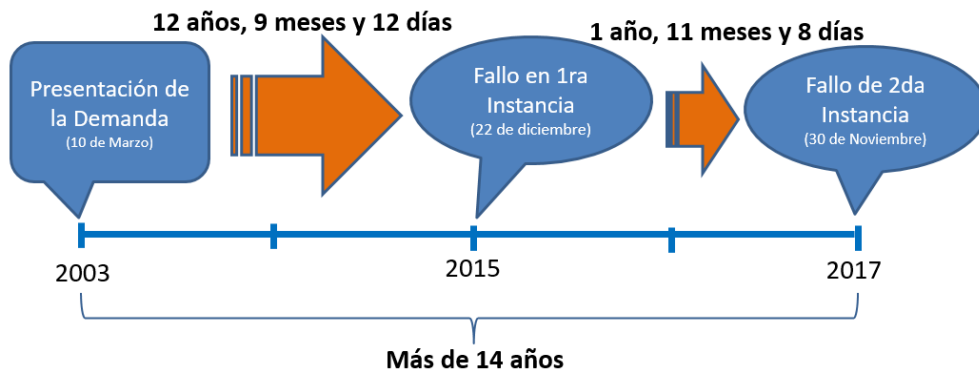 12 años, 9 meses y 12 días
1 año, 11 meses y 8 días
Presentación de
la Demanda
(10 de Marzo)
Fallo en 1ra
Instancia
(22 de diciembre)
Fallo de 2da
Instancia
(30 de Noviembre)
2003
2015
2017
Más de 14 años